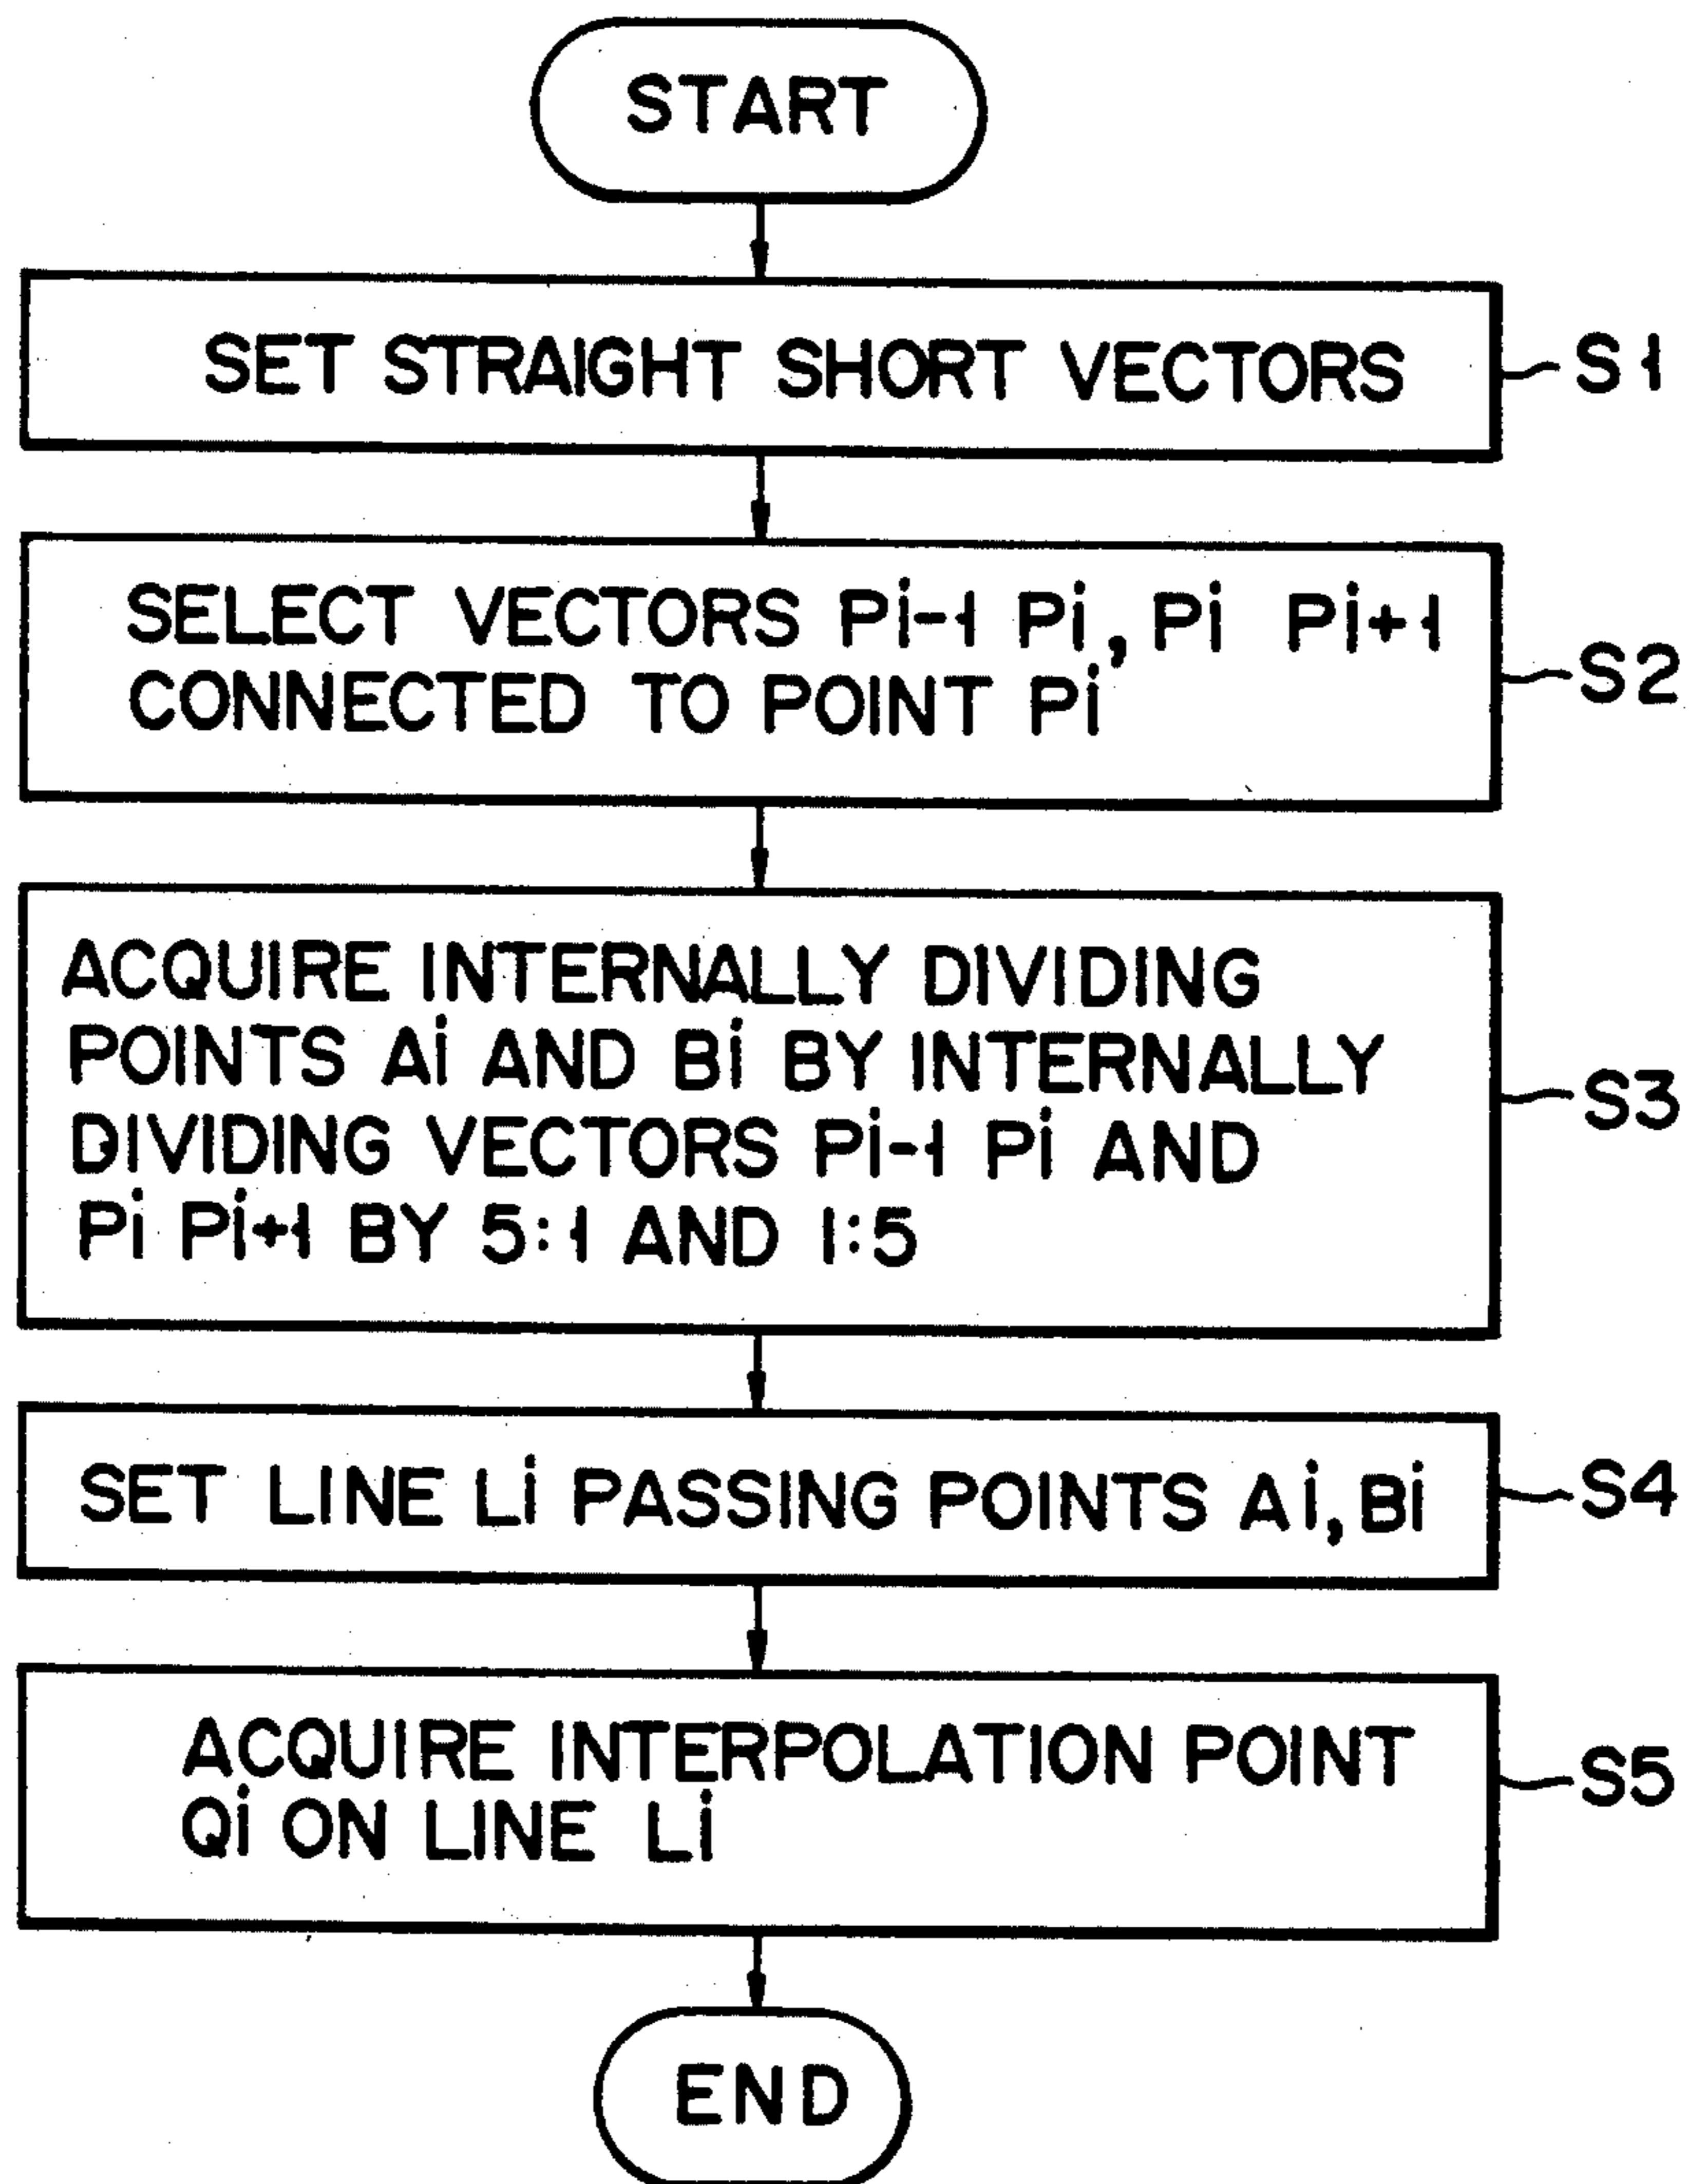 START
SET STRAIGHT SHORT VECTORS
S1
SELECT VECTORS Pi-1 Pi, Pi Pi+1
CONNECTED TO POINT Pi
S2
ACQUIRE INTERNALLY DIVIDING
POINTS Ai AND Bi BY INTERNALLY
DIVIDING VECTORS Pi-1 Pi AND
Pi Pi+1 BY 5:1 AND 1:5
S3
SET LINE Li PASSING POINTS Ai, Bi
S4
ACQUIRE INTERPOLATION POINT
Qi ON LINE Li
S5
END